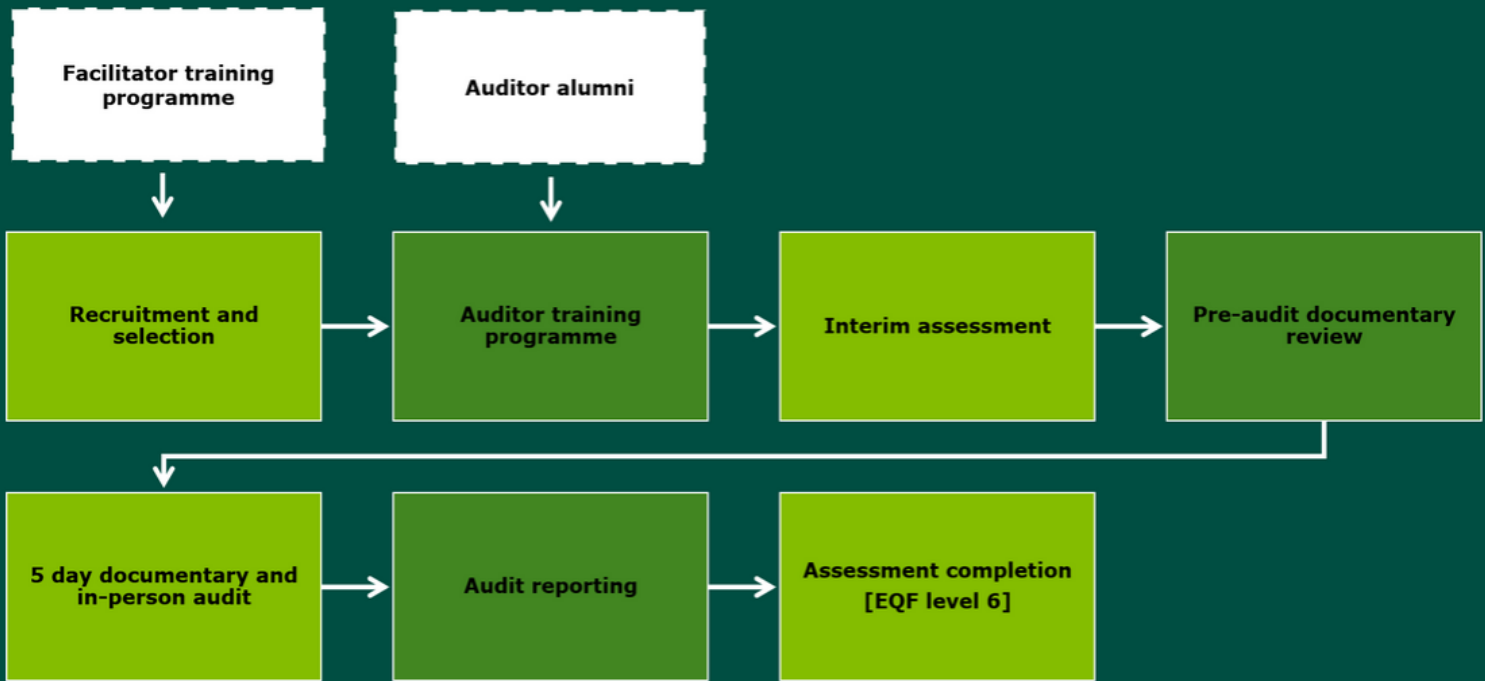 Facilitator training
programme
Auditor alumni
Recruitment and
selection
Auditor training
programme
Interim assessment
Pre-audit documentary
review
5 day documentary and
in-person audit
Audit reporting
Assessment completion
[EQF level 6]